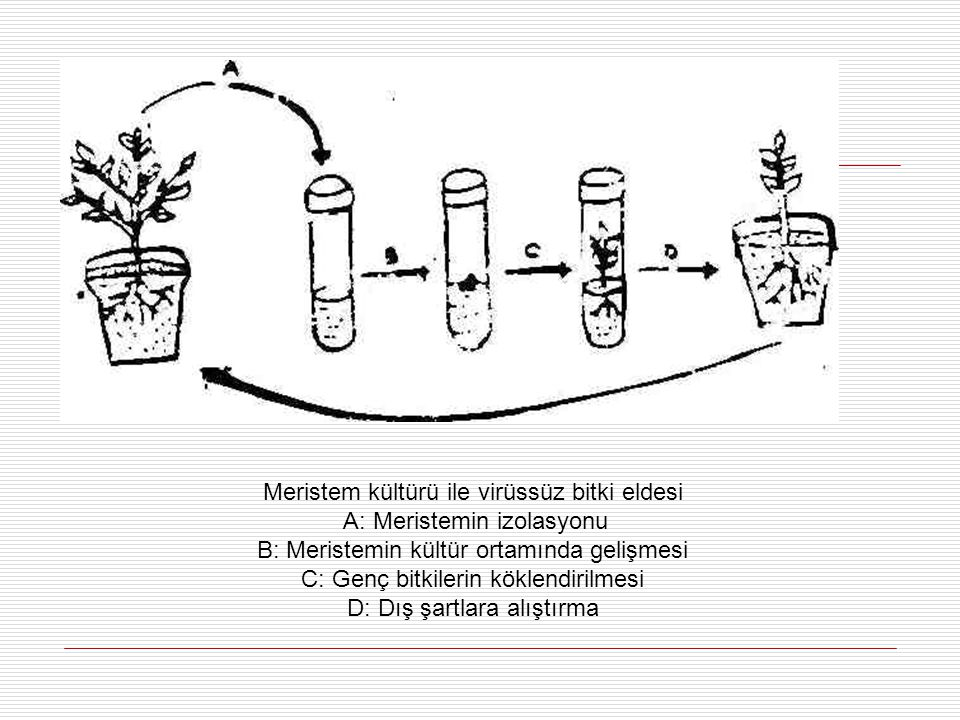 A
B
C
D
Meristem kültürü ile virüssüz bitki eldesi
A: Meristemin izolasyonu
B: Meristemin kültür ortamında gelişmesi
C: Genç bitkilerin köklendirilmesi
D: Dış şartlara alıştırma